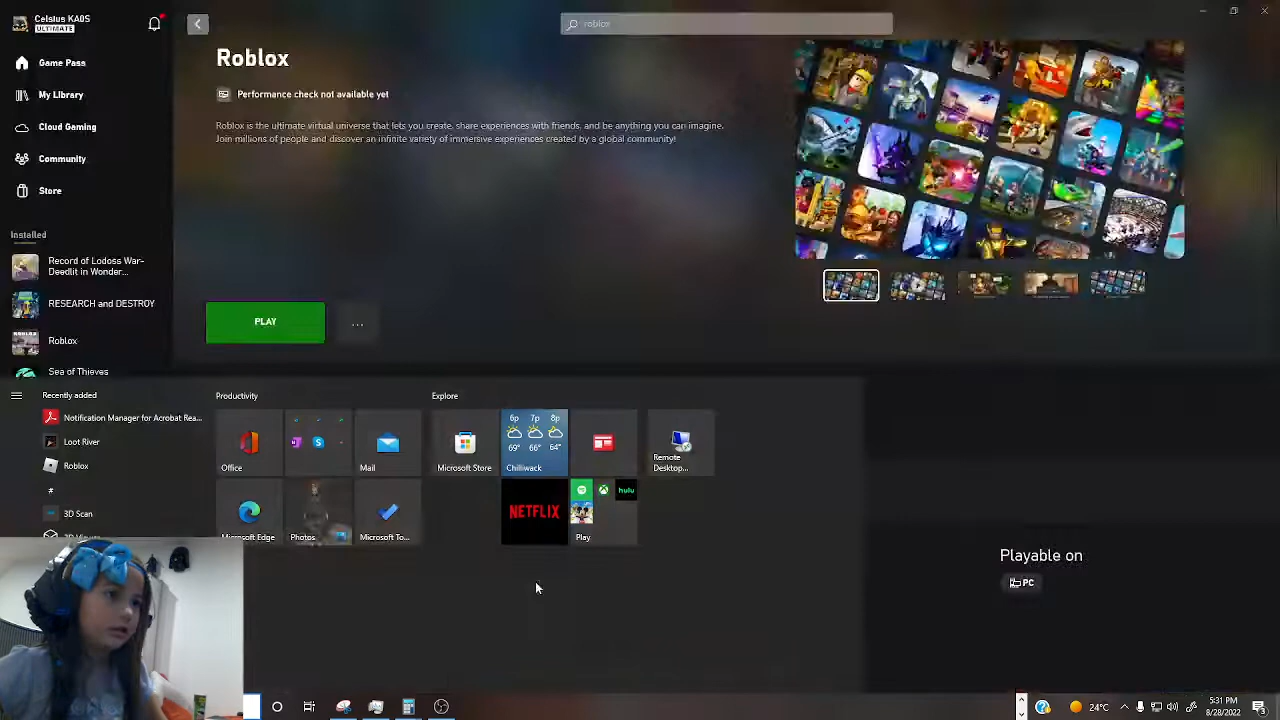 Celsius KA0S
ULTIMATE
roblox
Game Pass
My Library
Cloud Gaming
Community
Store
Installed
Record of Lodoss War-
Deedlit in Wonder...
RESEARCH and DESTROY
Roblox
Sea of Thieves
Roblox
Performance check not available yet
Roblox is the ultimate virtual universe that lets you create, share experiences with friends, and be anything you can imagine.
Join millions of people and discover an infinite variety of immersive experiences created by a global community!
PLAY
...
Recently added
Notification Manager for Acrobat Rea...
Loot River
Roblox
#
3D Scan
Productivity
Office
Mail
Microsoft Edge
Photos
Microsoft To...
Explore
Microsoft Store
6p 7p 8p
69° 66° 64°
Chilliwack
Remote
Desktop...
NETFLIX
hulu
Play
Playable on
PC
24°C
5:31 PM
8/28/2022